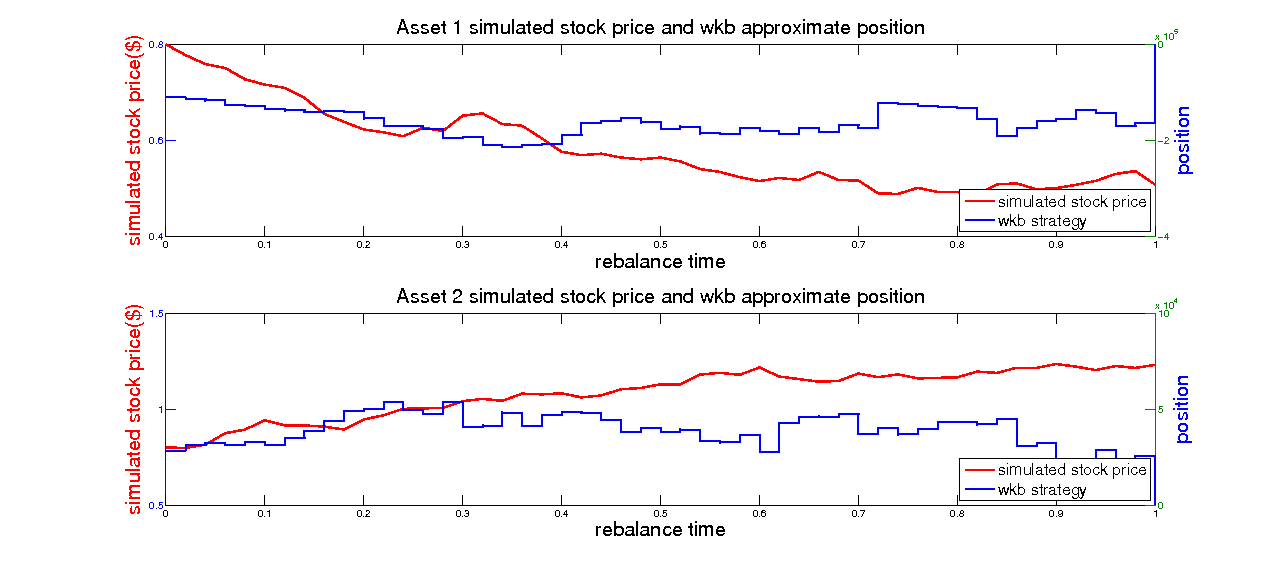 Asset 1 simulated stock price and wkb approximate position
x 10^5
simulated stock price($)
0.8
0.6
0.4
0
−2
−4
position
simulated stock price
wkb strategy
0 0.1 0.2 0.3 0.4 0.5 0.6 0.7 0.8 0.9 1
rebalance time
Asset 2 simulated stock price and wkb approximate position
x 10^4
simulated stock price($)
1.5
1
0.5
10
5
0
position
simulated stock price
wkb strategy
0 0.1 0.2 0.3 0.4 0.5 0.6 0.7 0.8 0.9 1
rebalance time